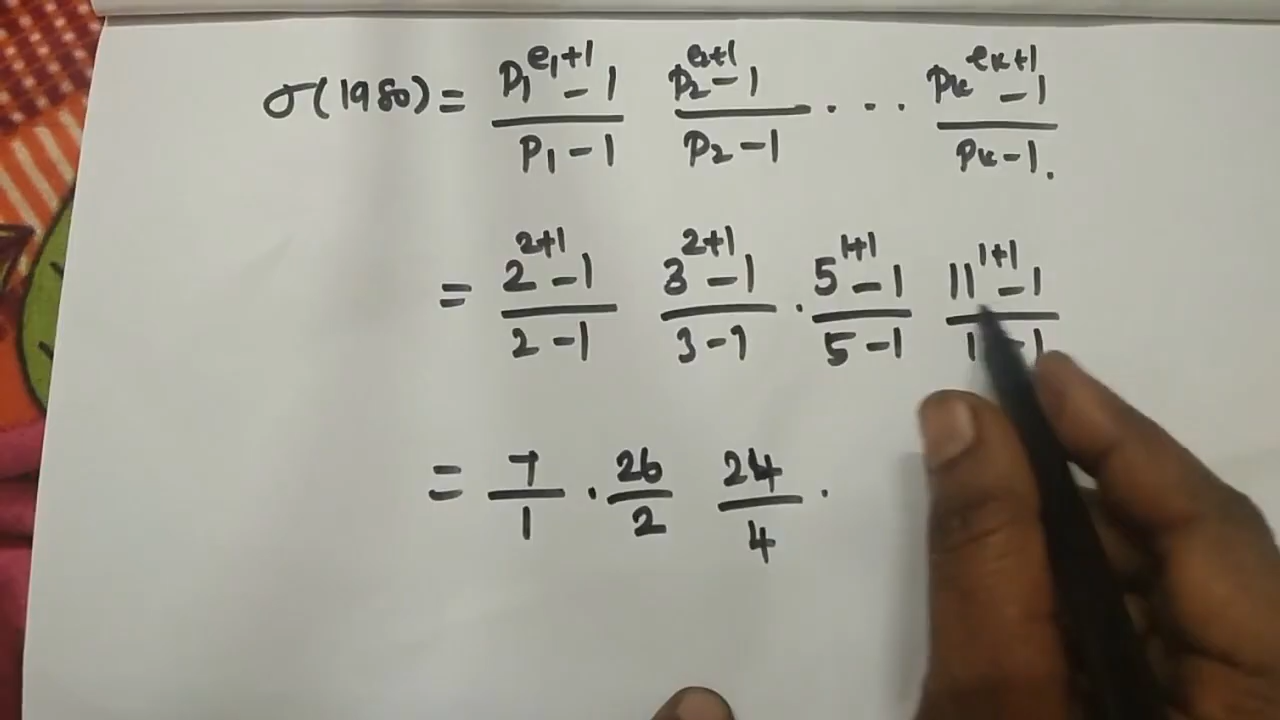 σ(1980) = p₁^(e₁+1) - 1 / p₁ - 1  p₂^(e₂+1) - 1 / p₂ - 1 . . . pₖ^(eₖ+1) - 1 / pₖ - 1.
= 2^(2+1) - 1 / 2 - 1  3^(2+1) - 1 / 3 - 1 . 5^(1+1) - 1 / 5 - 1  11^(1+1) - 1
= 7 / 1 . 26 / 2  24 / 4 .